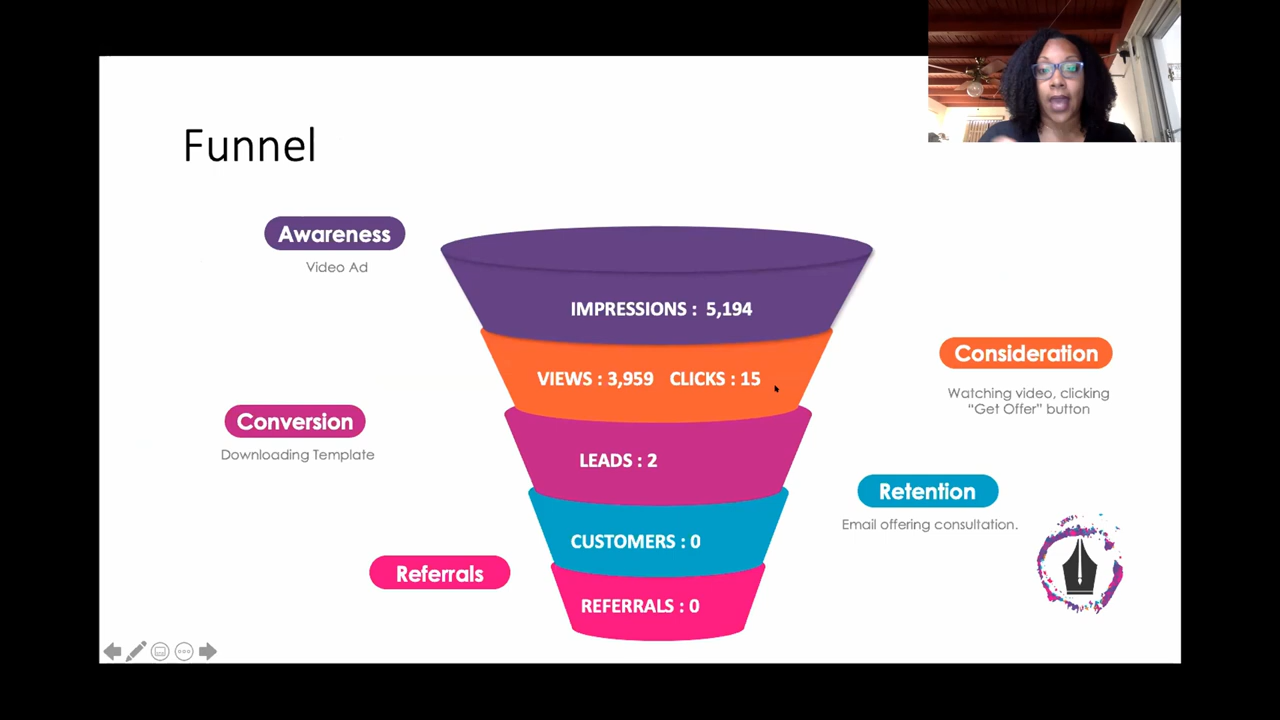 Funnel
Awareness
Video Ad
IMPRESSIONS : 5,194
VIEWS : 3,959 CLICKS : 15
Consideration
Watching video, clicking
“Get Offer” button
Conversion
Downloading Template
LEADS : 2
Retention
Email offering consultation.
CUSTOMERS : 0
Referrals
REFERRALS : 0